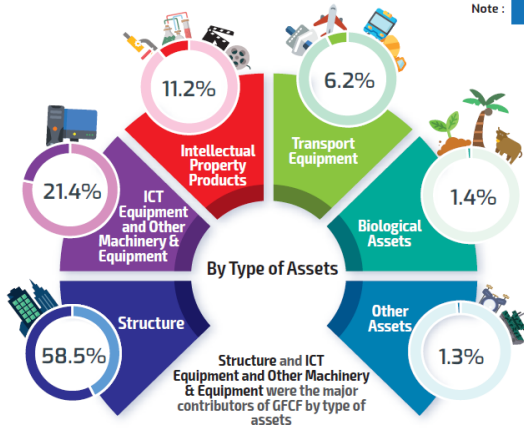 Note :
11.2%
Intellectual
Property
Products
6.2%
Transport
Equipment
21.4%
ICT
Equipment
and Other
Machinery &
Equipment
1.4%
Biological
Assets
By Type of Assets
58.5%
Structure
Other
Assets
1.3%
Structure and ICT
Equipment and Other Machinery
& Equipment were the major
contributors of GFCF by type of
assets